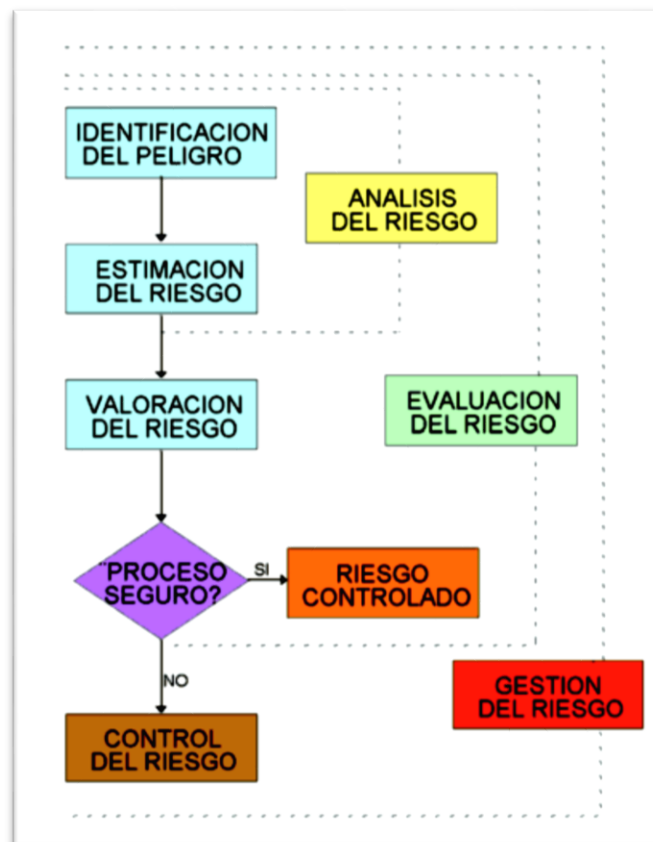 IDENTIFICACION
DEL PELIGRO
ANALISIS
DEL RIESGO
ESTIMACION
DEL RIESGO
VALORACION
DEL RIESGO
EVALUACION
DEL RIESGO
¨PROCESO
SEGURO?
SI
RIESGO
CONTROLADO
NO
GESTION
DEL RIESGO
CONTROL
DEL RIESGO